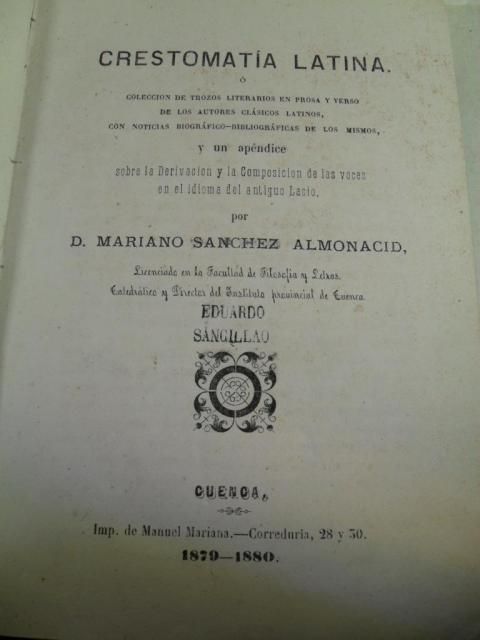 CRESTOMATÍA LATINA.
Ó
COLECCION DE TROZOS LITERARIOS EN PROSA Y VERSO
DE LOS AUTORES CLÁSICOS LATINOS,
CON NOTICIAS BIOGRÁFICO-BIBLIOGRÁFICAS DE LOS MISMOS,
y un apéndice
sobre la Derivacion y la Composicion de las voces
en el idioma del antiguo Lacio,
por
D. MARIANO SANCHEZ ALMONACID,
Licenciado en la Facultad de Filosofía y Letras.
Catedrático y Director del Instituto provincial de Cuenca.
EDUARDO
CUENCA,
Imp. de Manuel Mariana.—Correduría, 28 y 30.
1879—1880.